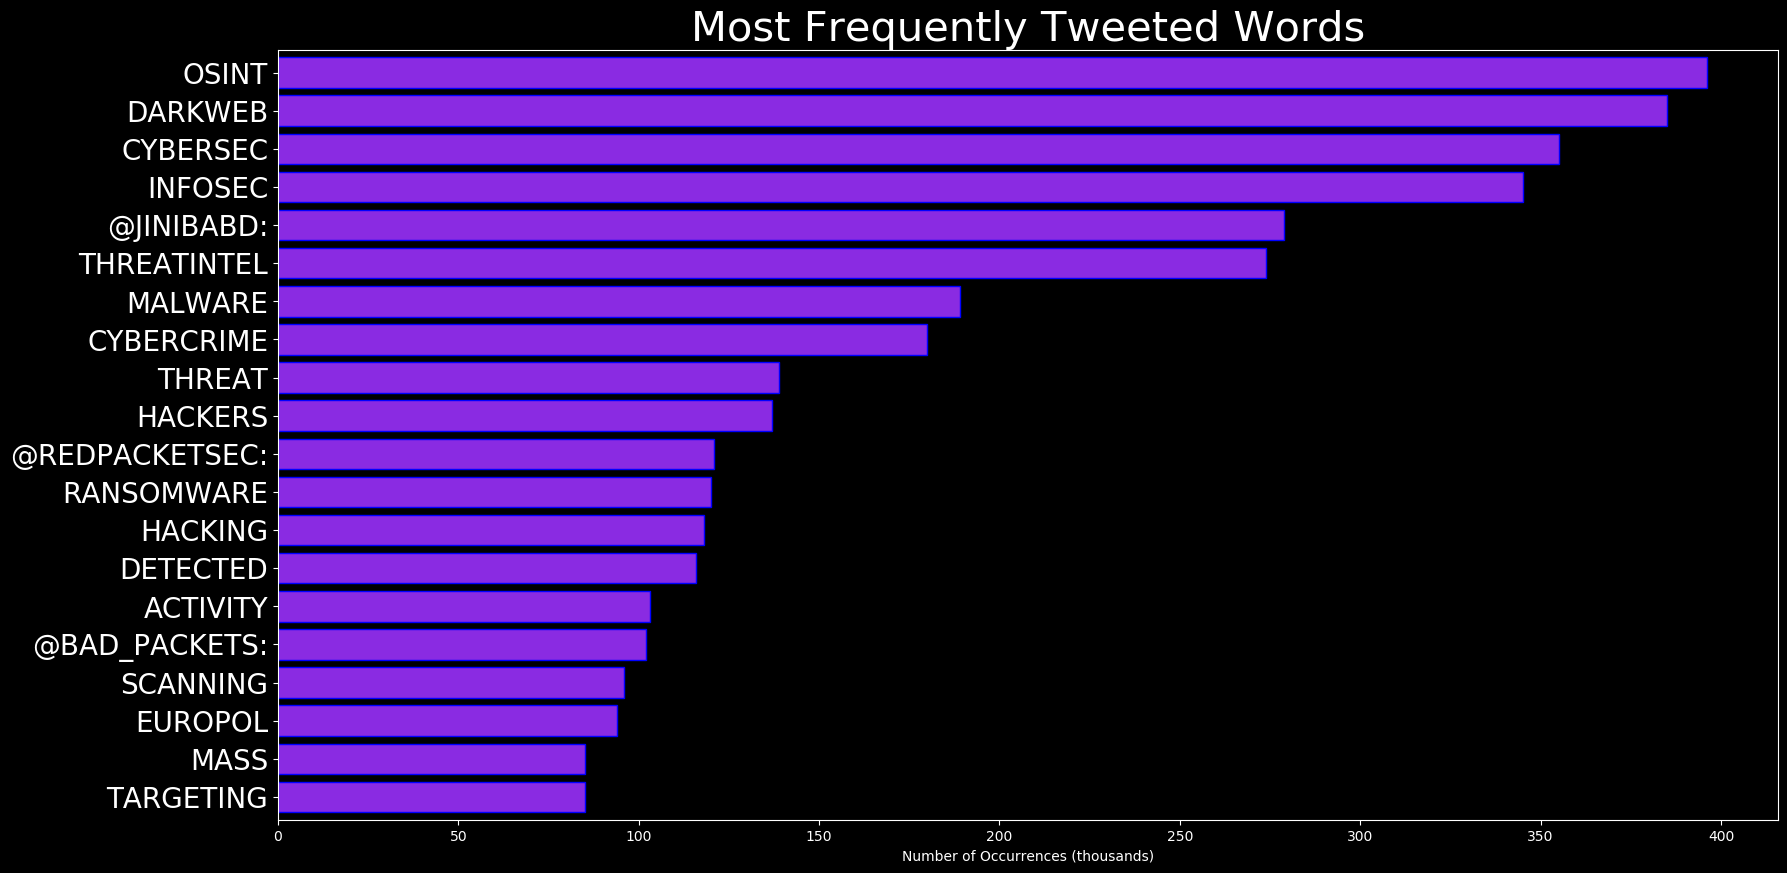 Most Frequently Tweeted Words
OSINT
DARKWEB
CYBERSEC
INFOSEC
@JINIBABD:
THREATINTEL
MALWARE
CYBERCRIME
THREAT
HACKERS
@REDPACKETSEC:
RANSOMWARE
HACKING
DETECTED
ACTIVITY
@BAD_PACKETS:
SCANNING
EUROPOL
MASS
TARGETING
0 50 100 150 200 250 300 350 400
Number of Occurrences (thousands)